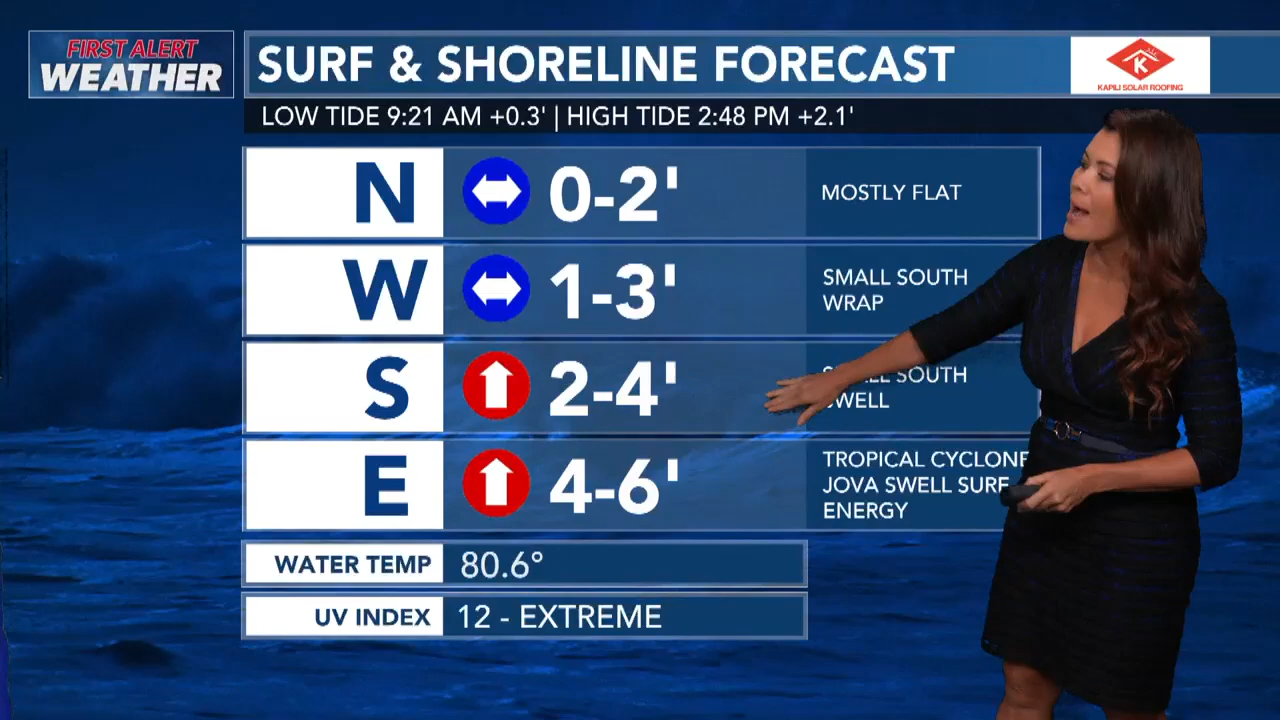 FIRST ALERT
WEATHER
SURF & SHORELINE FORECAST
K
KAPILI SOLAR ROOFING
LOW TIDE 9:21 AM +0.3' | HIGH TIDE 2:48 PM +2.1'
N 0-2' MOSTLY FLAT
W 1-3' SMALL SOUTH
WRAP
S 2-4' SMALL SOUTH
SWELL
E 4-6' TROPICAL CYCLONE
JOVA SWELL SURF
ENERGY
WATER TEMP 80.6°
UV INDEX 12 - EXTREME